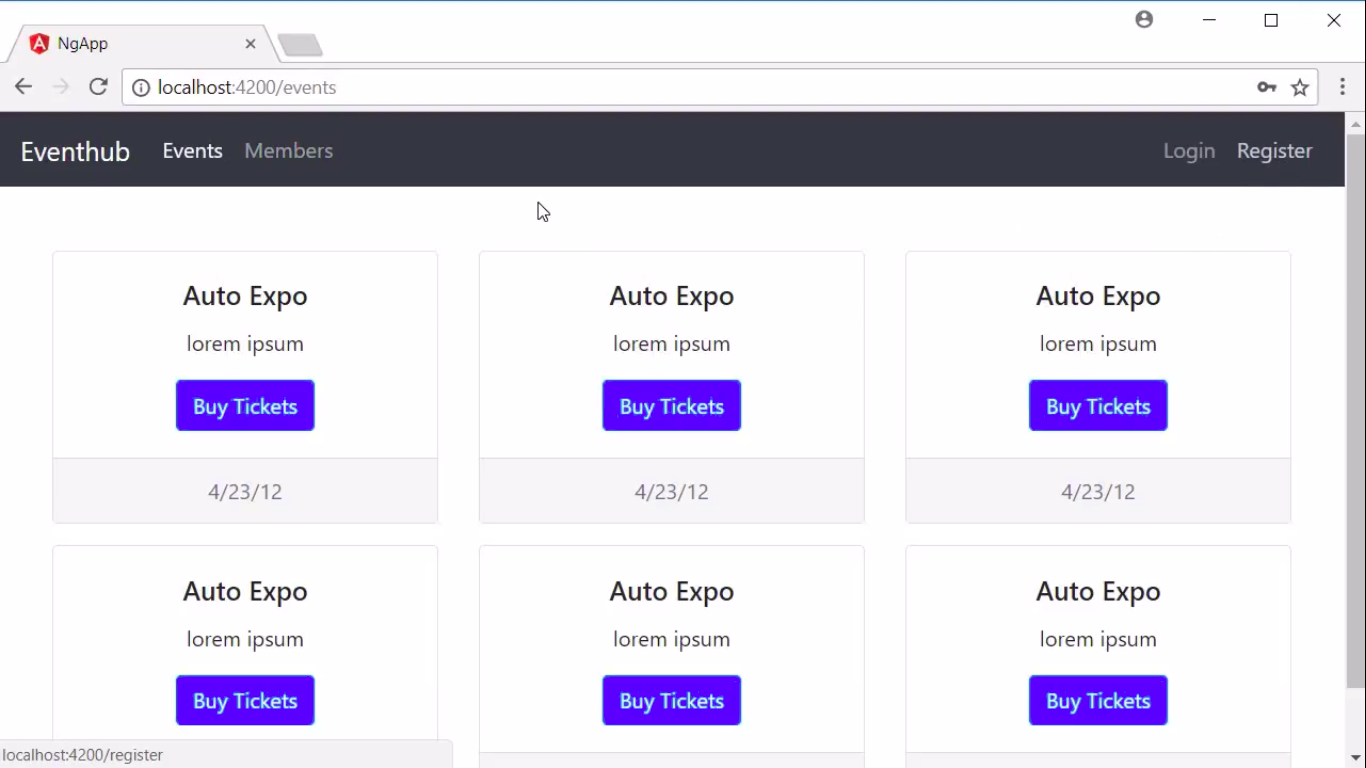 NgApp
localhost:4200/events
Eventhub Events Members Login Register
Auto Expo Auto Expo Auto Expo
lorem ipsum lorem ipsum lorem ipsum
Buy Tickets Buy Tickets Buy Tickets
4/23/12 4/23/12 4/23/12
Auto Expo Auto Expo Auto Expo
lorem ipsum lorem ipsum lorem ipsum
Buy Tickets Buy Tickets Buy Tickets
localhost:4200/register